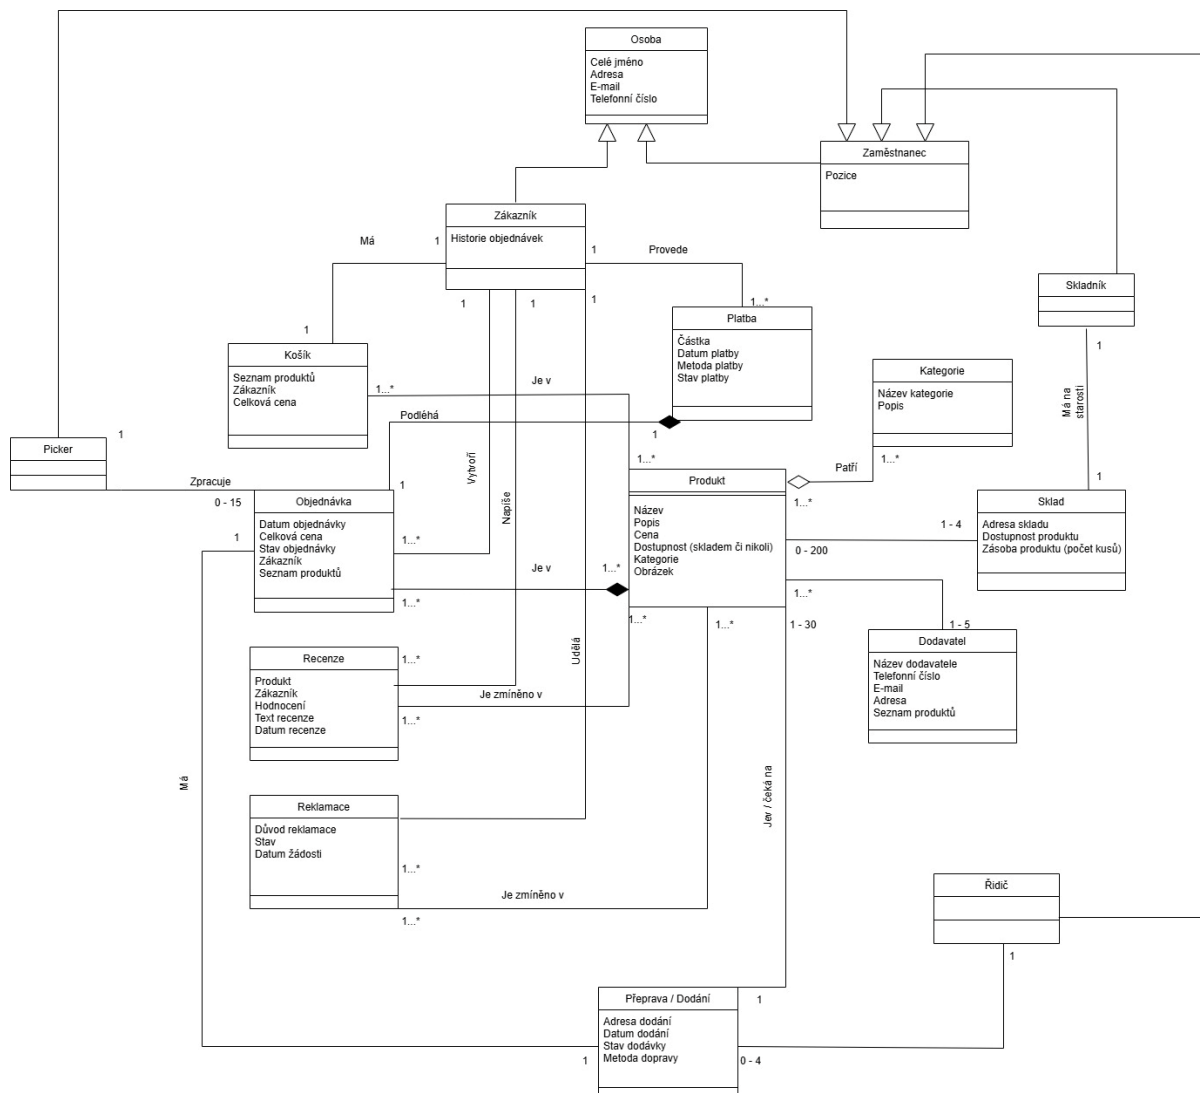 Osoba
Celé jméno
Adresa
E-mail
Telefonní číslo
Zaměstnanec
Pozice
Zákazník
Historie objednávek
Má
1
1
Provede
1
1
1
1
1...*
Skladník
1
Platba
Částka
Datum platby
Metoda platby
Stav platby
1
Košík
Seznam produktů
Zákazník
Celková cena
1...*
Je v
Kategorie
Název kategorie
Popis
Má na
starosti
Podléhá
1
1
Picker
Vytvoří
1...*
Patří
1...*
Zpracuje
0 - 15
1
Napíše
Produkt
Název
Popis
Cena
Dostupnost (skladem či nikoli)
Kategorie
Obrázek
1...*
1
Sklad
Adresa skladu
Dostupnost produktu
Zásoba produktu (počet kusů)
1 - 4
0 - 200
Objednávka
Datum objednávky
Celková cena
Stav objednávky
Zákazník
Seznam produktů
1
1...*
Je v
1...*
1...*
1...*
1 - 5
Dodavatel
Název dodavatele
Telefonní číslo
E-mail
Adresa
Seznam produktů
1...*
1...*
1 - 30
Udělá
Recenze
Produkt
Zákazník
Hodnocení
Text recenze
Datum recenze
1...*
Je zmíněno v
1...*
Má
Jev / čeká na
Reklamace
Důvod reklamace
Stav
Datum žádosti
1...*
Je zmíněno v
1...*
Řidič
1
Přeprava / Dodání
Adresa dodání
Datum dodání
Stav dodávky
Metoda dopravy
1
1
0 - 4